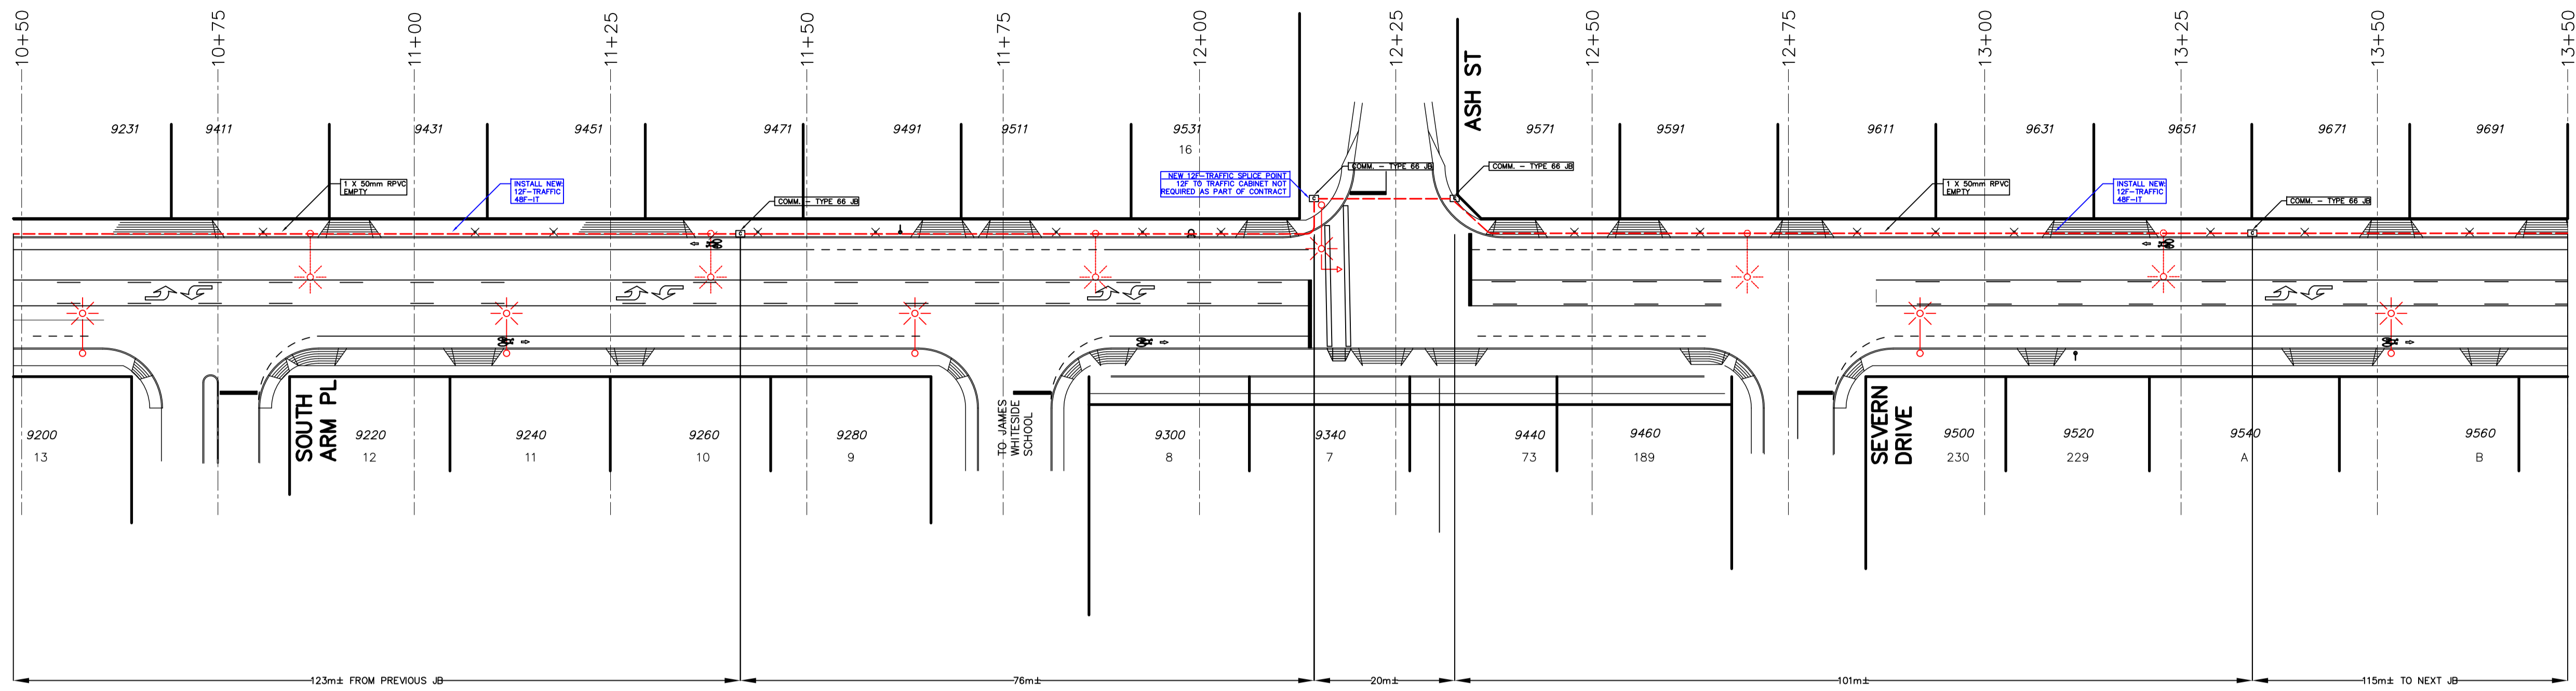 10+50
10+75
11+00
11+25
11+50
11+75
12+00
12+25
12+50
12+75
13+00
13+25
13+50
13+50
ASH ST
9231
9411
9431
9451
9471
9491
9511
9531
16
9571
9591
9611
9631
9651
9671
9691
1 X 50mm RPVC
EMPTY
INSTALL NEW:
12F-TRAFFIC
48F-IT
COMM. - TYPE 66 JB
NEW 12F-TRAFFIC SPLICE POINT
12F TO TRAFFIC CABINET NOT
REQUIRED AS PART OF CONTRACT
COMM. - TYPE 66 JB
COMM. - TYPE 66 JB
1 X 50mm RPVC
EMPTY
INSTALL NEW:
12F-TRAFFIC
48F-IT
COMM. - TYPE 66 JB
C
C
C
C
SOUTH
ARM PL
TO JAMES
WHITESIDE
SCHOOL
SEVERN
DRIVE
9200
13
9220
12
9240
11
9260
10
9280
9
9300
8
9340
7
9440
73
9460
189
9500
230
9520
229
9540
A
9560
B
123m± FROM PREVIOUS JB
76m±
20m±
101m±
115m± TO NEXT JB